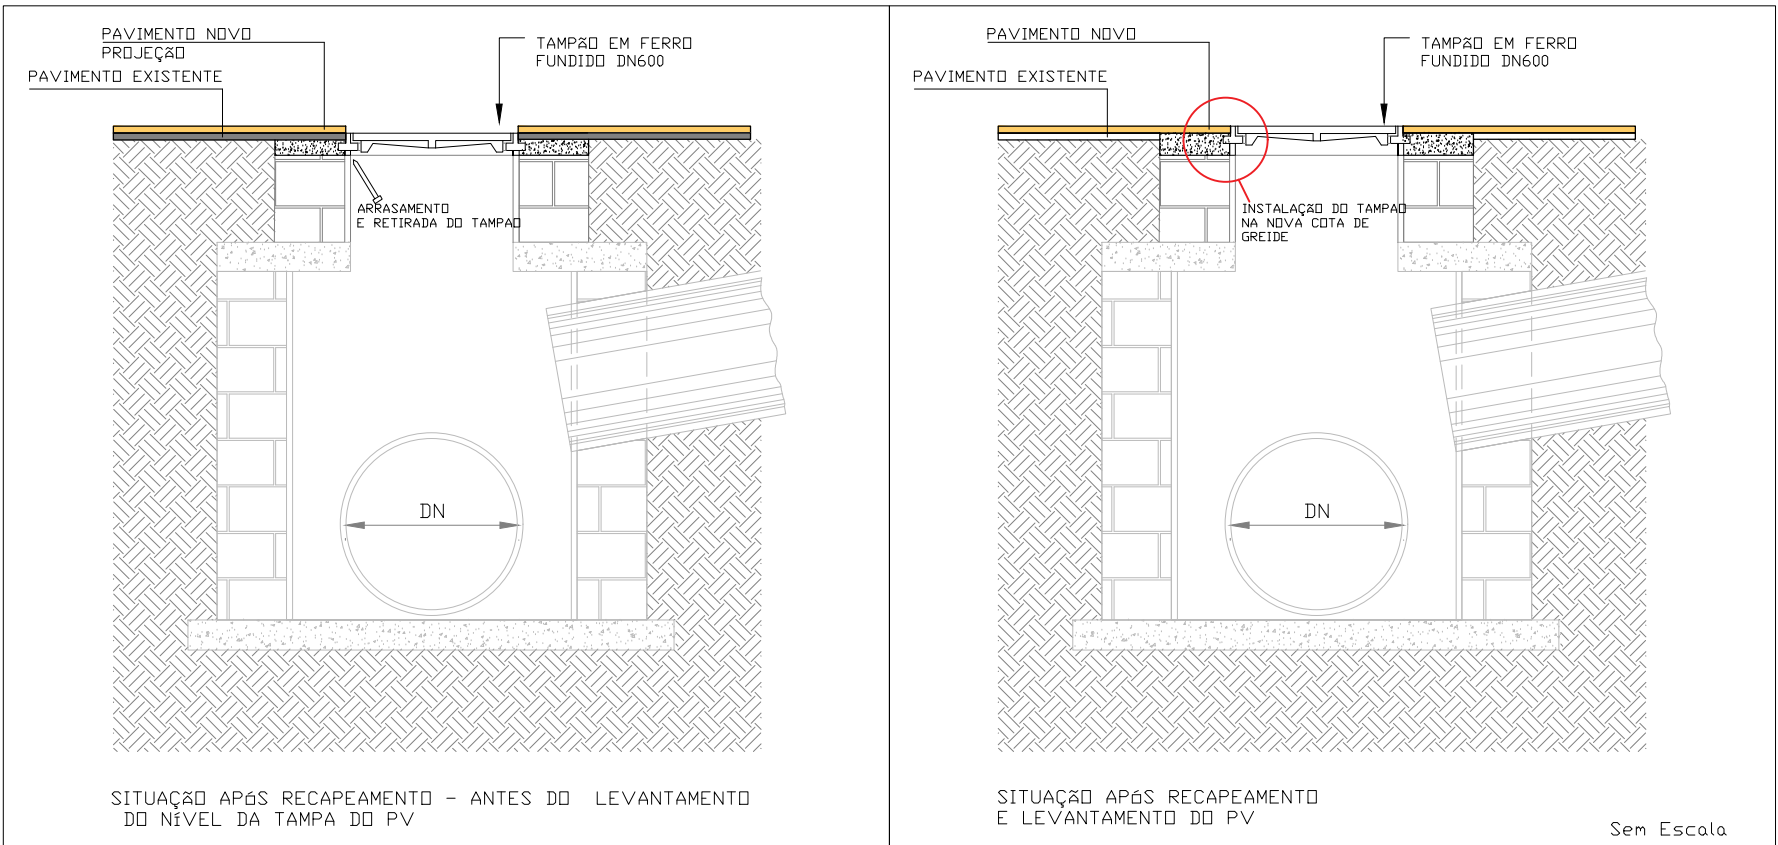 PAVIMENTO NOVO
PROJEÇÃO
PAVIMENTO EXISTENTE
TAMPÃO EM FERRO
FUNDIDO DN600
ARRASAMENTO
E RETIRADA DO TAMPAO
DN
SITUAÇÃO APóS RECAPEAMENTO - ANTES DO LEVANTAMENTO
DO NíVEL DA TAMPA DO PV
PAVIMENTO NOVO
PAVIMENTO EXISTENTE
TAMPÃO EM FERRO
FUNDIDO DN600
INSTALAÇÃO DO TAMPAO
NA NOVA COTA DE
GREIDE
DN
SITUAÇÃO APóS RECAPEAMENTO
E LEVANTAMENTO DO PV
Sem Escala